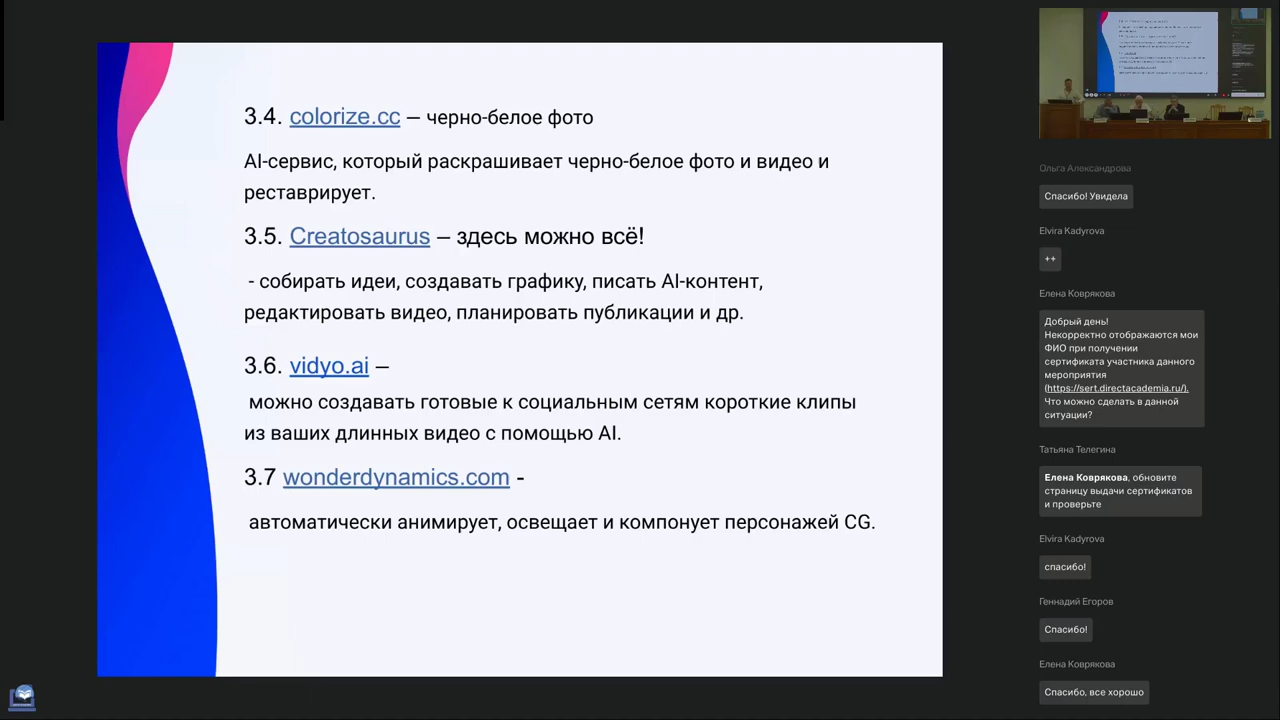 3.4. colorize.cc – черно-белое фото
AI-сервис, который раскрашивает черно-белое фото и видео и
реставрирует.
3.5. Creatosaurus – здесь можно всё!
- собирать идеи, создавать графику, писать AI-контент,
редактировать видео, планировать публикации и др.
3.6. vidyo.ai –
можно создавать готовые к социальным сетям короткие клипы
из ваших длинных видео с помощью AI.
3.7 wonderdynamics.com -
автоматически анимирует, освещает и компонует персонажей CG.
Ольга Александрова
Спасибо! Увидела
Elvira Kadyrova
++
Елена Коврякова
Добрый день!
Некорректно отображаются мои
ФИО при получении
сертификата участника данного
мероприятия
(https://sert.directacademia.ru/).
Что можно сделать в данной
ситуации?
Татьяна Телегина
Елена Коврякова, обновите
страницу выдачи сертификатов
и проверьте
Elvira Kadyrova
спасибо!
Геннадий Егоров
Спасибо!
Елена Коврякова
Спасибо, все хорошо